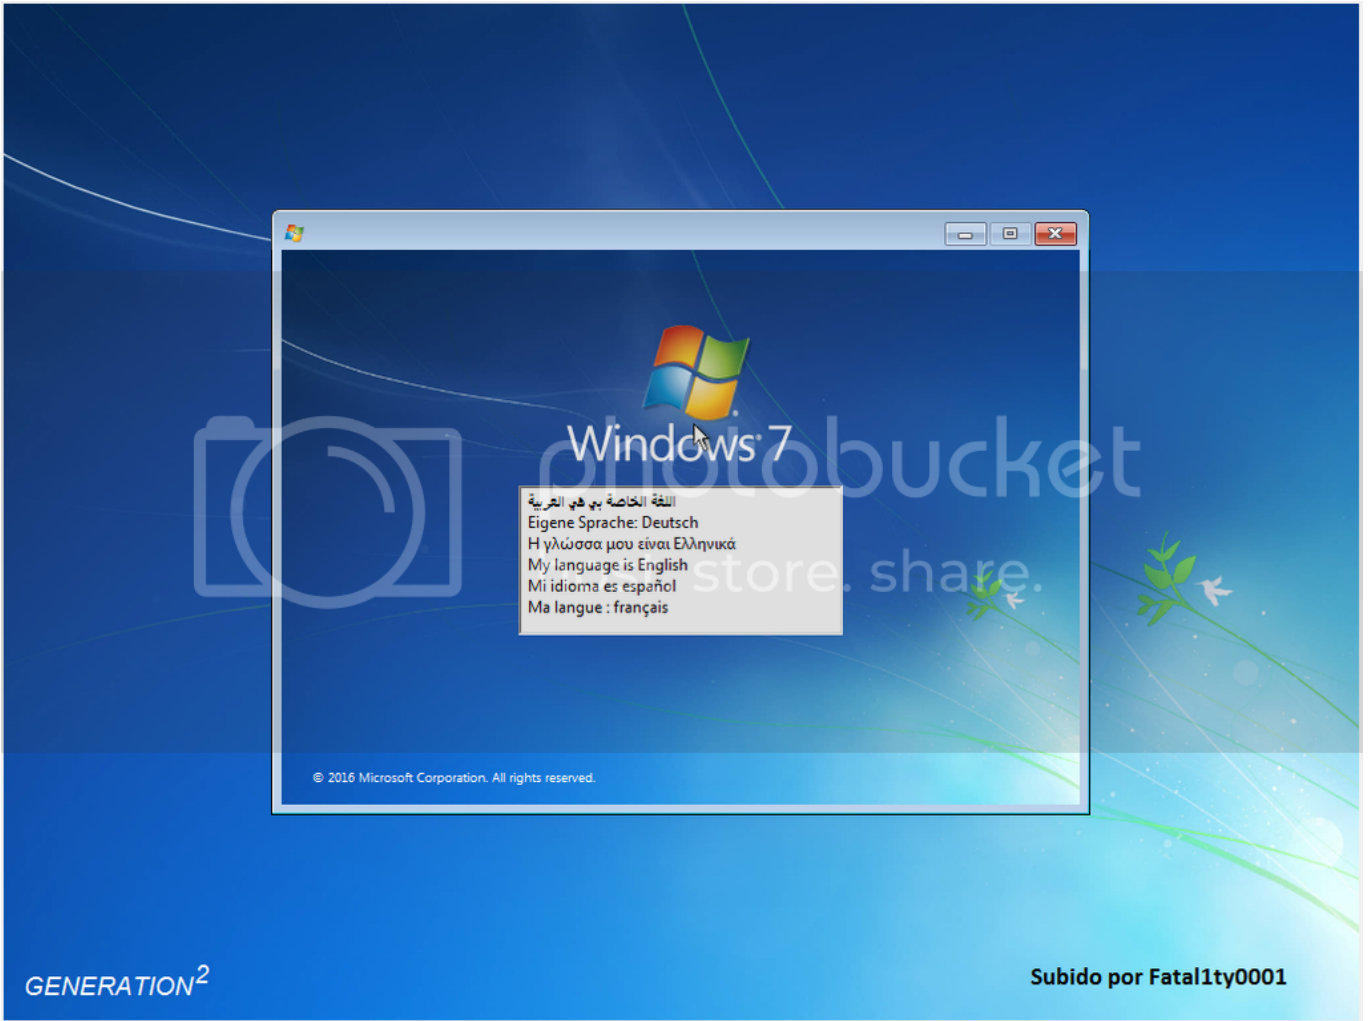 Windows 7
photobucket
اللغة الخاصة بي هي العربية
Eigene Sprache: Deutsch
Η γλώσσα μου είναι Ελληνικά
My language is English
Mi idioma es español
Ma langue : français
store. share.
© 2016 Microsoft Corporation. All rights reserved.
GENERATION²
Subido por Fatal1ty0001